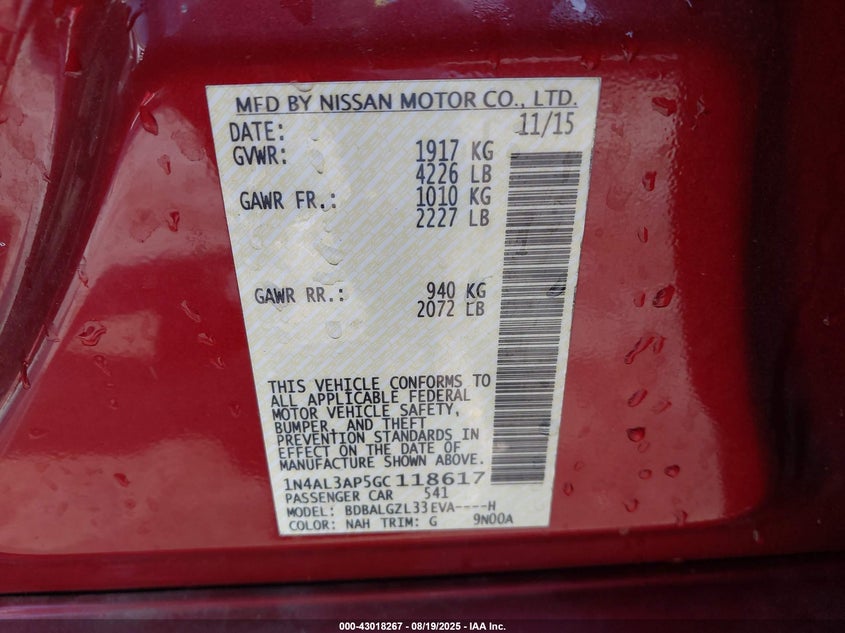 MFD BY NISSAN MOTOR CO., LTD.
DATE: 11/15
GVWR: 1917 KG
4226 LB
GAWR FR.: 1010 KG
2227 LB
GAWR RR.: 940 KG
2072 LB
THIS VEHICLE CONFORMS TO
ALL APPLICABLE FEDERAL
MOTOR VEHICLE SAFETY,
BUMPER, AND THEFT
PREVENTION STANDARDS IN
EFFECT ON THE DATE OF
MANUFACTURE SHOWN ABOVE.
1N4AL3AP5GC118617
PASSENGER CAR 541
MODEL: BDBALGZL33EVA----H
COLOR: NAH TRIM: G 9N00A
000-43018267 - 08/19/2025 - IAA Inc.